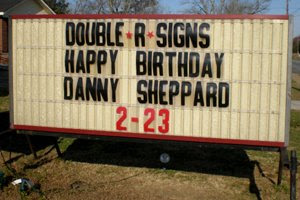 DOUBLE★R★SIGNS
HAPPY BIRTHDAY
DANNY SHEPPARD
2-23